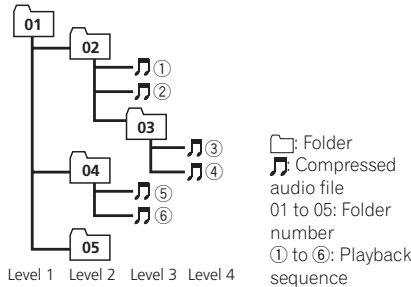 01
02
①
②
03
③
④
04
⑤
⑥
05
Level 1 Level 2 Level 3 Level 4
: Folder
: Compressed
audio file
01 to 05: Folder
number
① to ⑥: Playback
sequence